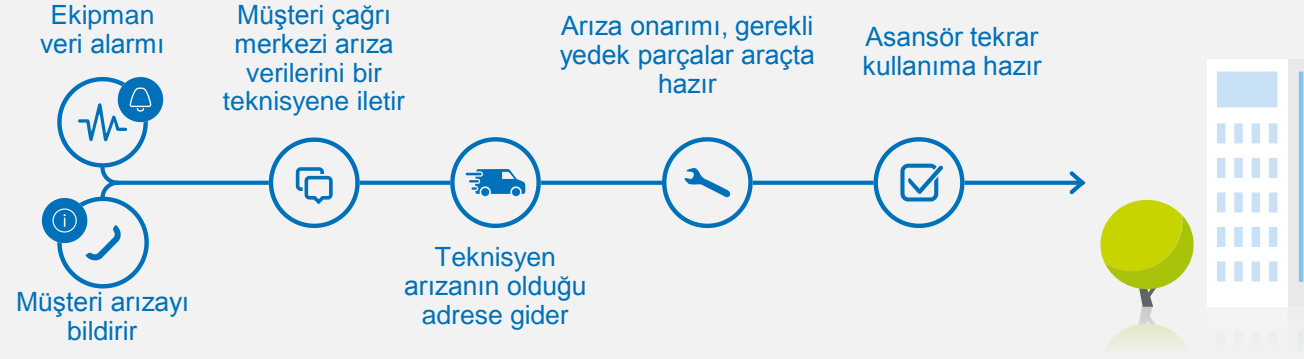 Ekipman
veri alarmı
Müşteri çağrı
merkezi arıza
verilerini bir
teknisyene iletir
Arıza onarımı, gerekli
yedek parçalar araçta
hazır
Asansör tekrar
kullanıma hazır
Müşteri arızayı
bildirir
Teknisyen
arızanın olduğu
adrese gider